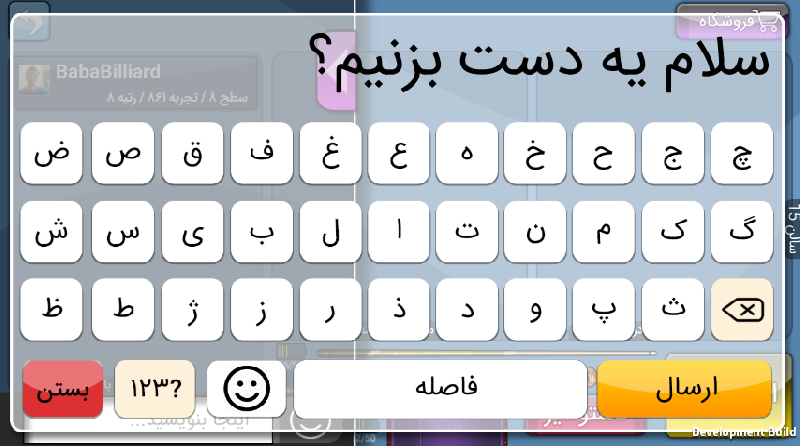 فروشگاه
سلام یه دست بزنیم؟
BabaBilliard
سطح ۸ / تجربه ۸۶۱ / رتبه ۸
ض ص ق ف غ ع ه خ ح ج چ
ش س ی ب ل ا ت ن م ک گ
ظ ط ژ ز ر ذ د و پ ث
سالن 15
بستن ۱۲۳? فاصله ارسال
اینجا بنویسید...
Development Build